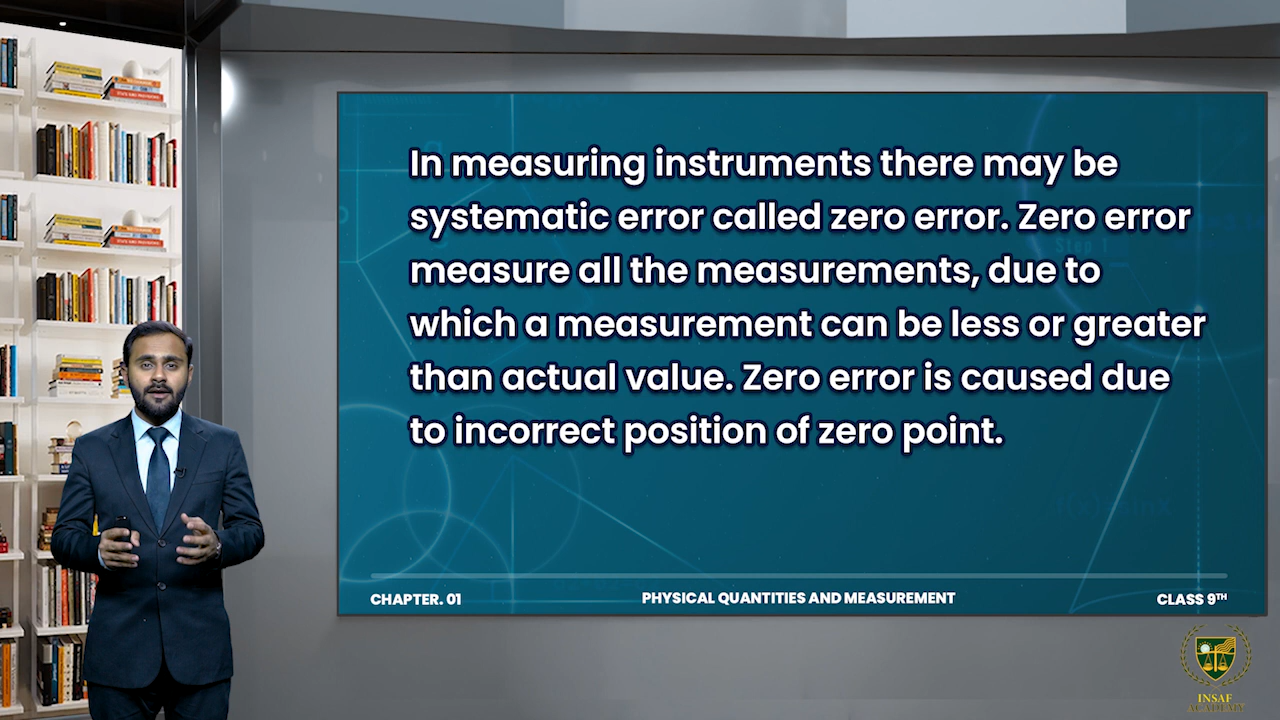 In measuring instruments there may be
systematic error called zero error. Zero error
measure all the measurements, due to
which a measurement can be less or greater
than actual value. Zero error is caused due
to incorrect position of zero point.
CHAPTER. 01
PHYSICAL QUANTITIES AND MEASUREMENT
CLASS 9TH
Step 1
INSAF
ACADEMY